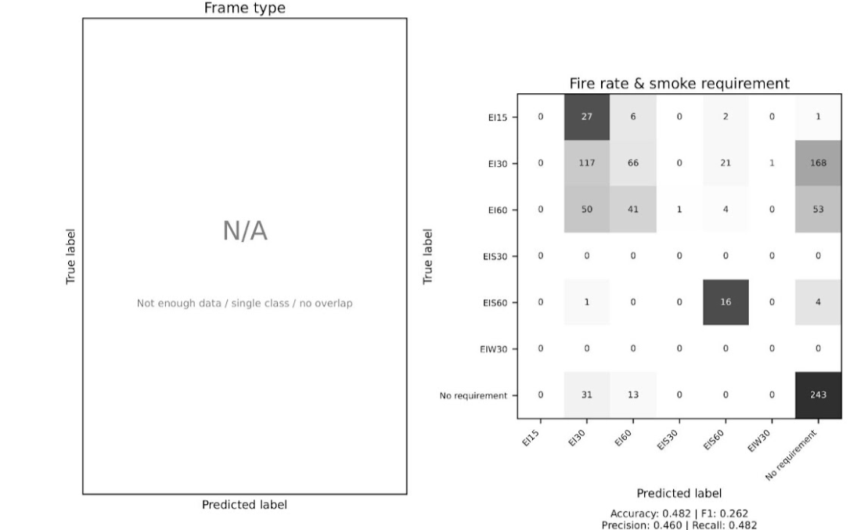 Frame type
True label
N/A
Not enough data / single class / no overlap
Predicted label
Fire rate & smoke requirement
True label
EI15 0 27 6 0 2 0 1
EI30 0 117 66 0 21 1 168
EI60 0 50 41 1 4 0 53
EIS30 0 0 0 0 0 0 0
EIS60 0 1 0 0 16 0 4
EIW30 0 0 0 0 0 0 0
No requirement 0 31 13 0 0 0 243
EI15 EI30 EI60 EIS30 EIS60 EIW30 No requirement
Predicted label
Accuracy: 0.482 | F1: 0.262
Precision: 0.460 | Recall: 0.482